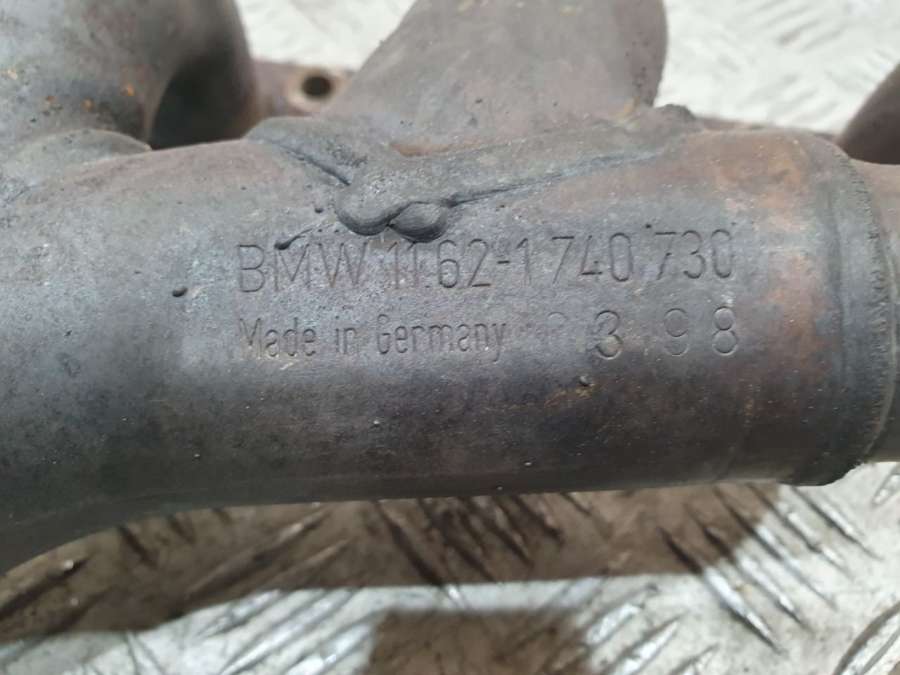 BMW 11.62-1 740 730
Made in Germany 3 98